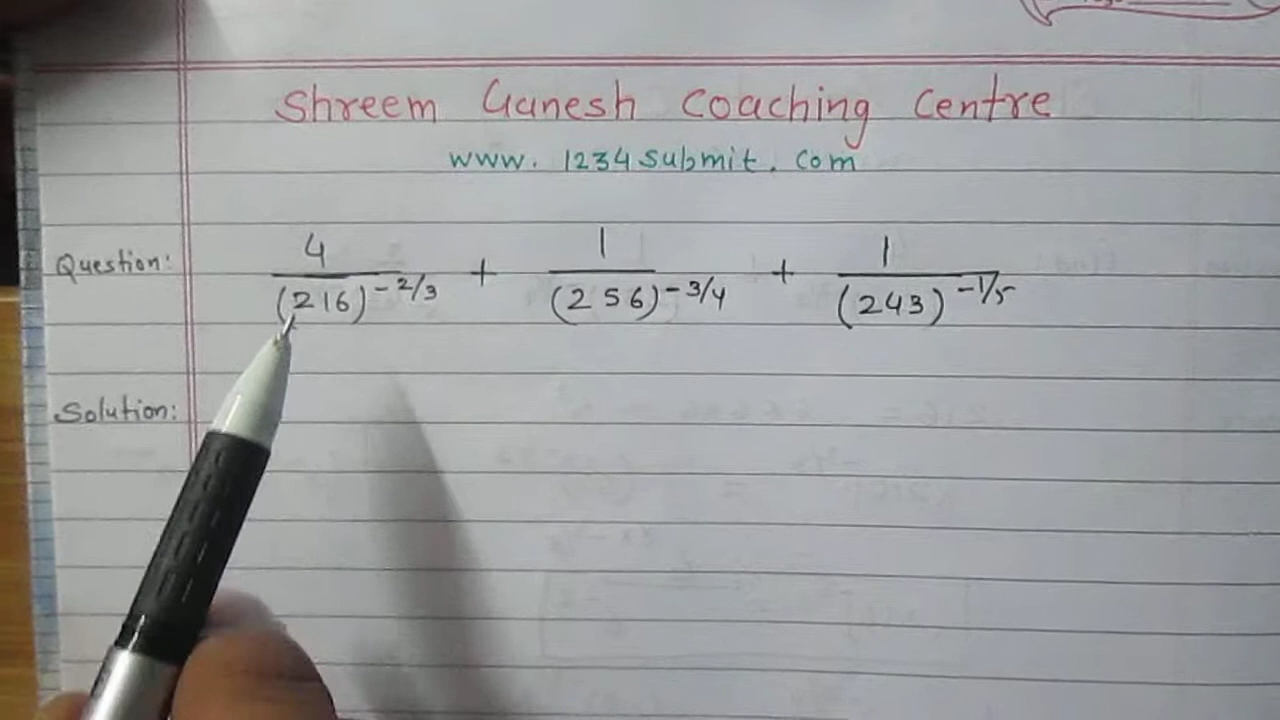 Shreem Ganesh Coaching Centre
www. 1234submit. com
Question: 4/(216)^-2/3 + 1/(256)^-3/4 + 1/(243)^-1/5
Solution: